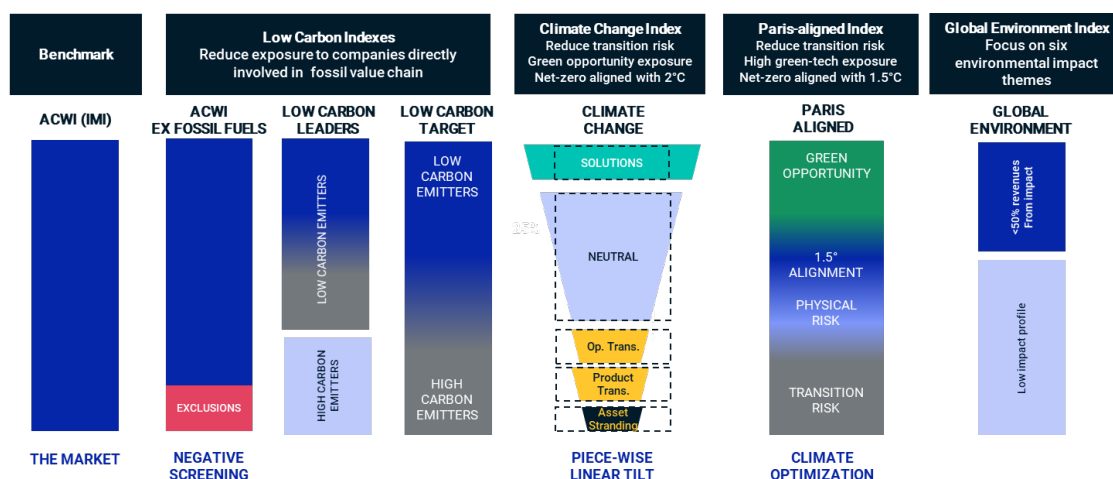 Benchmark
Low Carbon Indexes
Reduce exposure to companies directly
involved in fossil value chain
Climate Change Index
Reduce transition risk
Green opportunity exposure
Net-zero aligned with 2°C
Paris-aligned Index
Reduce transition risk
High green-tech exposure
Net-zero aligned with 1.5°C
Global Environment Index
Focus on six
environmental impact
themes
ACWI (IMI)
THE MARKET
ACWI
EX FOSSIL FUELS
EXCLUSIONS
NEGATIVE
SCREENING
LOW CARBON
LEADERS
LOW CARBON EMITTERS
HIGH CARBON
EMITTERS
LOW CARBON
TARGET
LOW
CARBON
EMITTERS
HIGH
CARBON
EMITTERS
CLIMATE
CHANGE
SOLUTIONS
NEUTRAL
Op. Trans.
Product
Trans.
Asset
Stranding
PIECE-WISE
LINEAR TILT
PARIS
ALIGNED
GREEN
OPPORTUNITY
1.5°
ALIGNMENT
PHYSICAL
RISK
TRANSITION
RISK
CLIMATE
OPTIMIZATION
GLOBAL
ENVIRONMENT
<50% revenues
From impact
Low impact profile